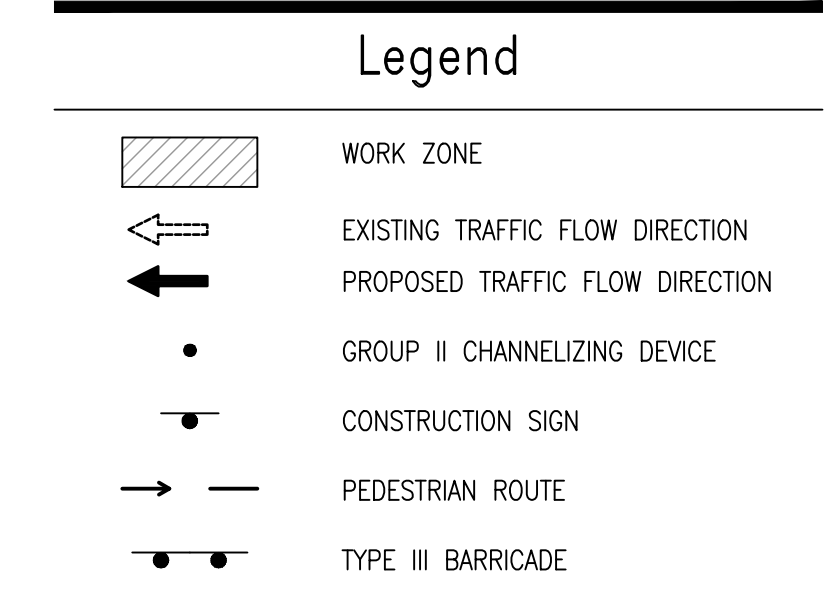 Legend
WORK ZONE
EXISTING TRAFFIC FLOW DIRECTION
PROPOSED TRAFFIC FLOW DIRECTION
GROUP II CHANNELIZING DEVICE
CONSTRUCTION SIGN
PEDESTRIAN ROUTE
TYPE III BARRICADE